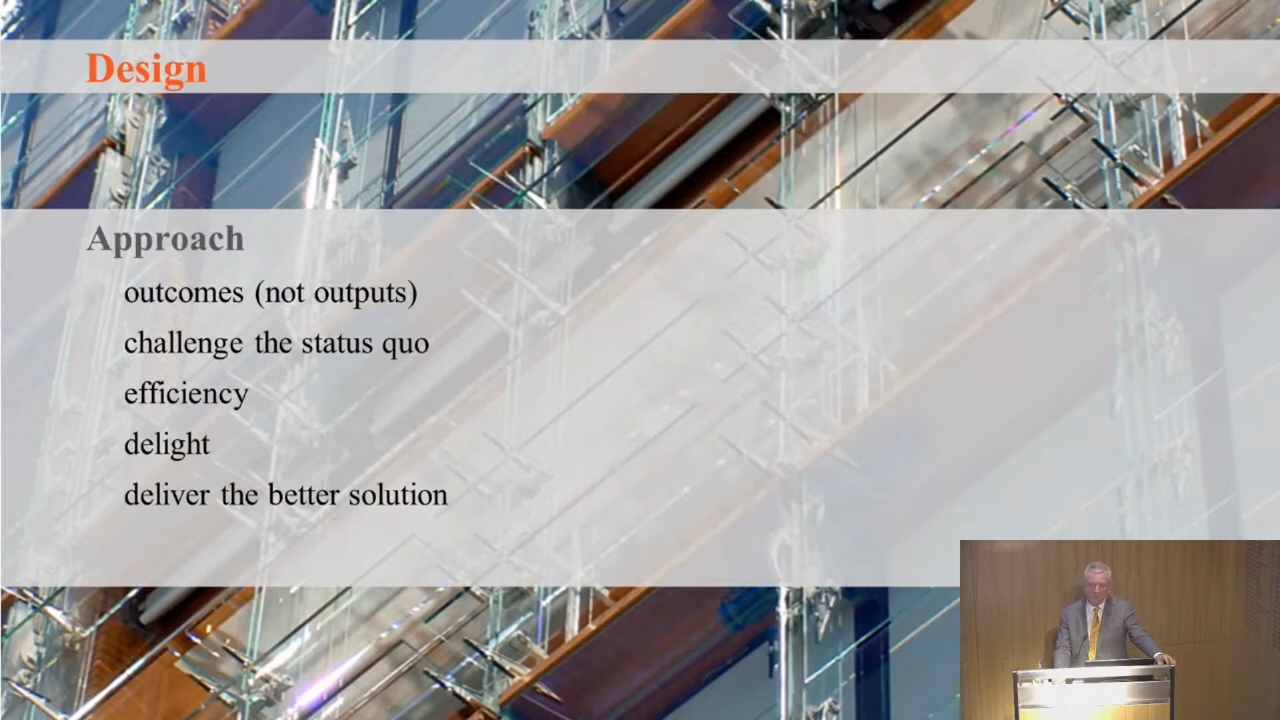 Design
Approach
outcomes (not outputs)
challenge the status quo
efficiency
delight
deliver the better solution